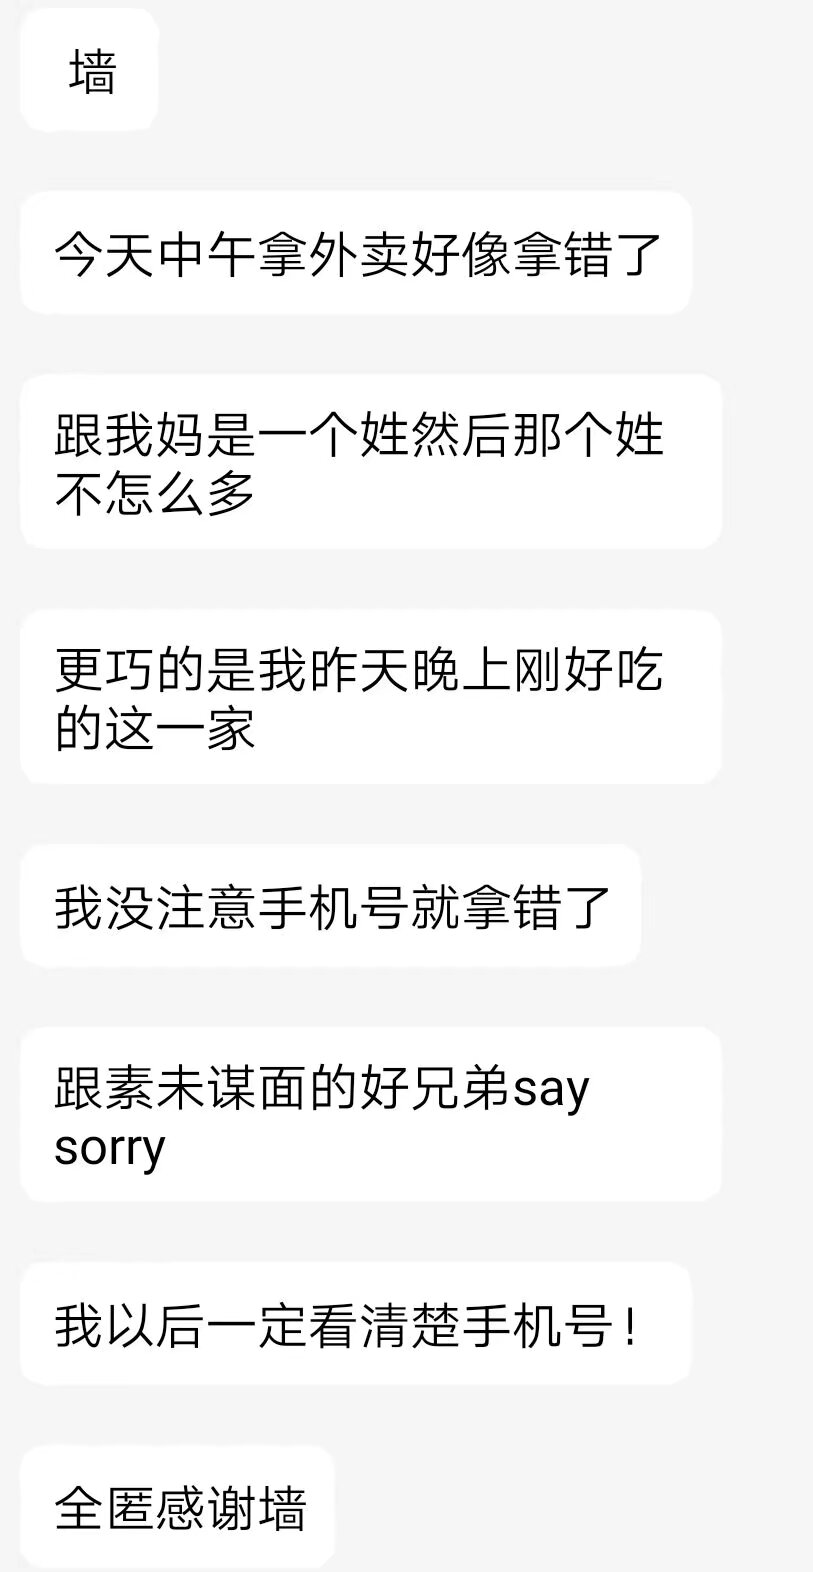 墙
今天中午拿外卖好像拿错了
跟我妈是一个姓然后那个姓
不怎么多
更巧的是我昨天晚上刚好吃
的这一家
我没注意手机号就拿错了
跟素未谋面的好兄弟say
sorry
我以后一定看清楚手机号！
全匿感谢墙